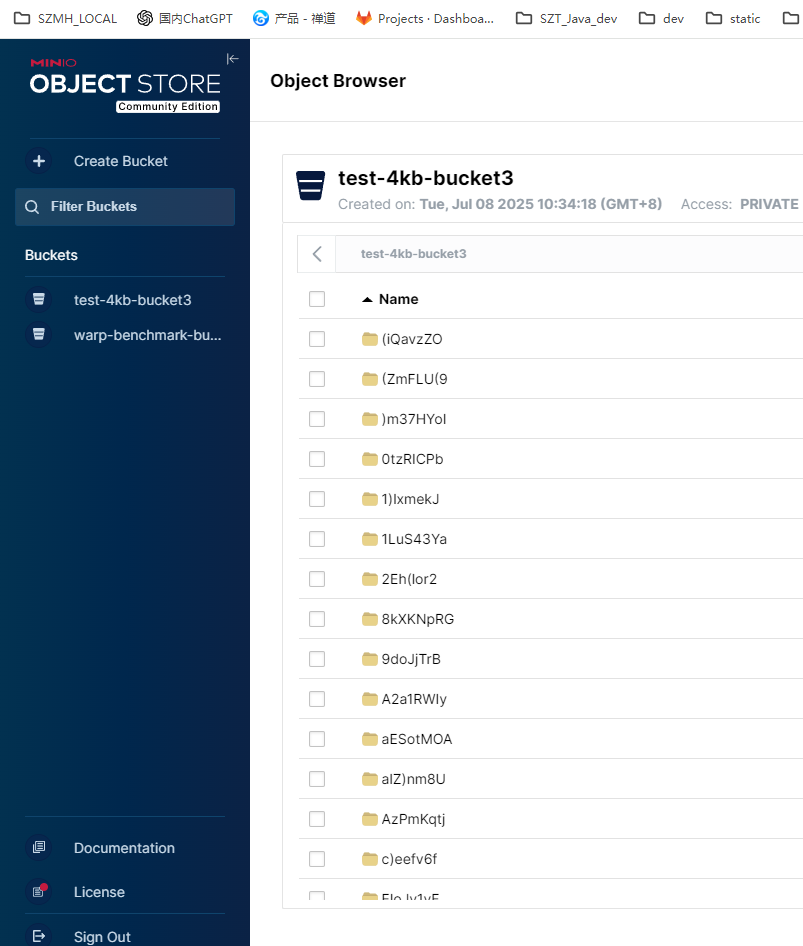 SZMH_LOCAL 国内ChatGPT 产品 - 禅道 Projects · Dashboa... SZT_Java_dev dev static
MINIO
OBJECT STORE
Community Edition
Create Bucket
Filter Buckets
Buckets
test-4kb-bucket3
warp-benchmark-bu...
Documentation
License
Sign Out
Object Browser
test-4kb-bucket3
Created on: Tue, Jul 08 2025 10:34:18 (GMT+8) Access: PRIVATE
test-4kb-bucket3
Name
(iQavzZO
(ZmFLU(9
)m37HYoI
0tzRICPb
1)IxmekJ
1LuS43Ya
2Eh(Ior2
8kXKNpRG
9doJjTrB
A2a1RWIy
aESotMOA
aIZ)nm8U
AzPmKqtj
c)eefv6f